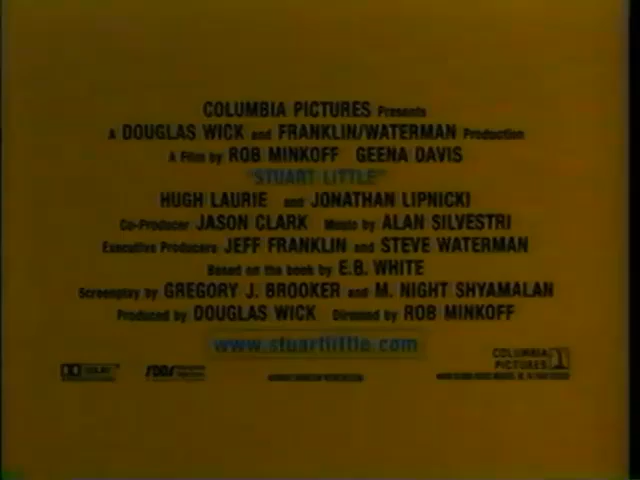 COLUMBIA PICTURES Presents
A DOUGLAS WICK and FRANKLIN/WATERMAN Production
A Film by ROB MINKOFF GEENA DAVIS
"STUART LITTLE"
HUGH LAURIE and JONATHAN LIPNICKI
Co-Producer JASON CLARK Music by ALAN SILVESTRI
Executive Producers JEFF FRANKLIN and STEVE WATERMAN
Based on the book by E.B. WHITE
Screenplay by GREGORY J. BROOKER and M. NIGHT SHYAMALAN
Produced by DOUGLAS WICK Directed by ROB MINKOFF
www.stuartlittle.com
COLUMBIA
PICTURES
DOLBY
SDDS